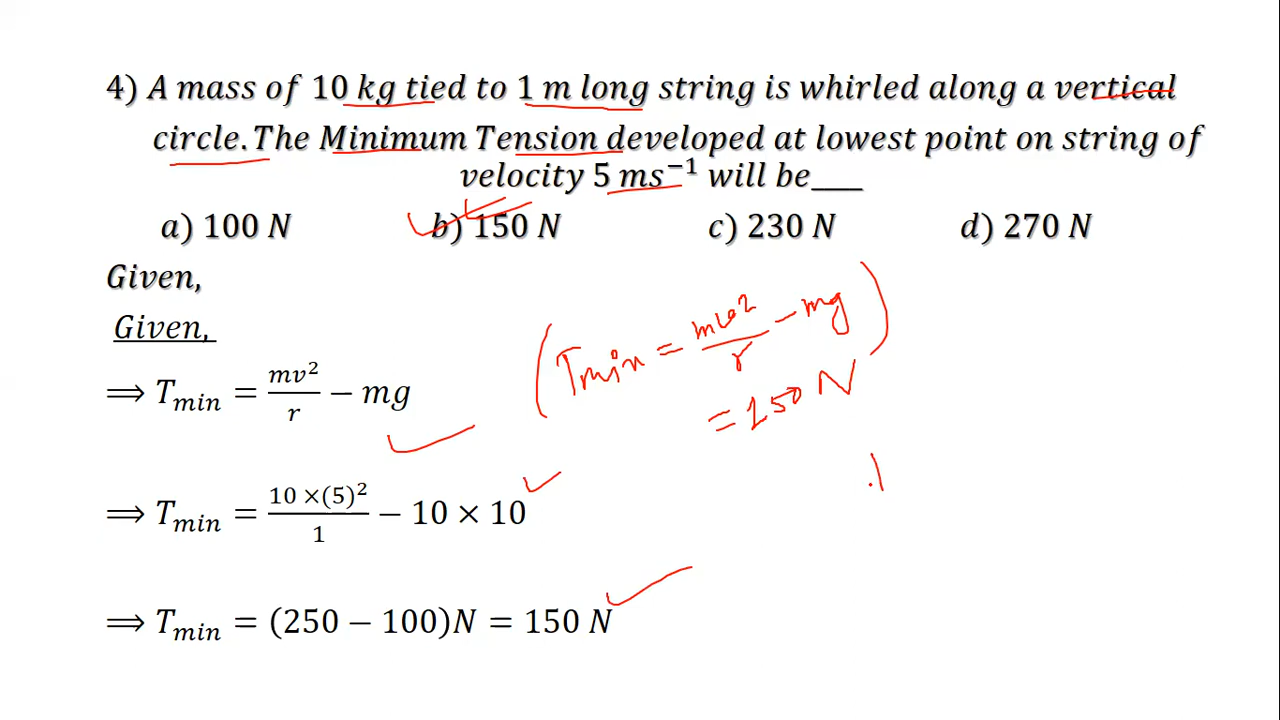 4) A mass of 10 kg tied to 1 m long string is whirled along a vertical
circle. The Minimum Tension developed at lowest point on string of
velocity 5 ms⁻¹ will be___
a) 100 N b) 150 N c) 230 N d) 270 N
Given,
Given,
(Tmin = mv²/r − mg)
⟹ Tmin = mv²/r − mg
= 150 N
⟹ Tmin = 10 ×(5)²/1 − 10 × 10
⟹ Tmin = (250 − 100)N = 150 N